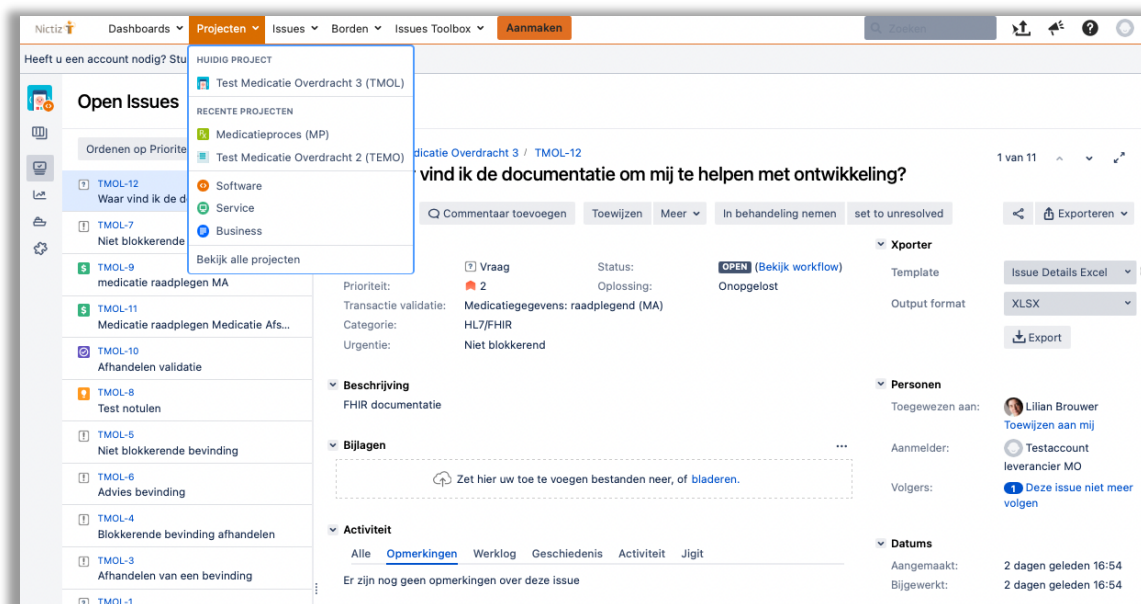 Nictiz
Dashboards
Projecten
Issues
Borden
Issues Toolbox
Aanmaken
Zoeken
Heeft u een account nodig? Stu
HUIDIG PROJECT
Test Medicatie Overdracht 3 (TMOL)
RECENTE PROJECTEN
Medicatieproces (MP)
Test Medicatie Overdracht 2 (TEMO)
Software
Service
Business
Bekijk alle projecten
Open Issues
Ordenen op Priorite
TMOL-12
Waar vind ik de d
TMOL-7
Niet blokkerende
TMOL-9
medicatie raadplegen MA
TMOL-11
Medicatie raadplegen Medicatie Afs...
TMOL-10
Afhandelen validatie
TMOL-8
Test notulen
TMOL-5
Niet blokkerende bevinding
TMOL-6
Advies bevinding
TMOL-4
Blokkerende bevinding afhandelen
TMOL-3
Afhandelen van een bevinding
TMOL-1
dicatie Overdracht 3 / TMOL-12
1 van 11
vind ik de documentatie om mij te helpen met ontwikkeling?
Commentaar toevoegen
Toewijzen
Meer
In behandeling nemen
set to unresolved
Exporteren
Vraag
Status: OPEN (Bekijk workflow)
Prioriteit: 2
Oplossing: Onopgelost
Transactie validatie: Medicatiegegevens: raadplegend (MA)
Categorie: HL7/FHIR
Urgentie: Niet blokkerend
Beschrijving
FHIR documentatie
Bijlagen
Zet hier uw toe te voegen bestanden neer, of bladeren.
Activiteit
Alle Opmerkingen Werklog Geschiedenis Activiteit Jigit
Er zijn nog geen opmerkingen over deze issue
Xporter
Template Issue Details Excel
Output format XLSX
Export
Personen
Toegewezen aan: Lilian Brouwer
Toewijzen aan mij
Aanmelder: Testaccount
leverancier MO
Volgers: 1 Deze issue niet meer
volgen
Datums
Aangemaakt: 2 dagen geleden 16:54
Bijgewerkt: 2 dagen geleden 16:54